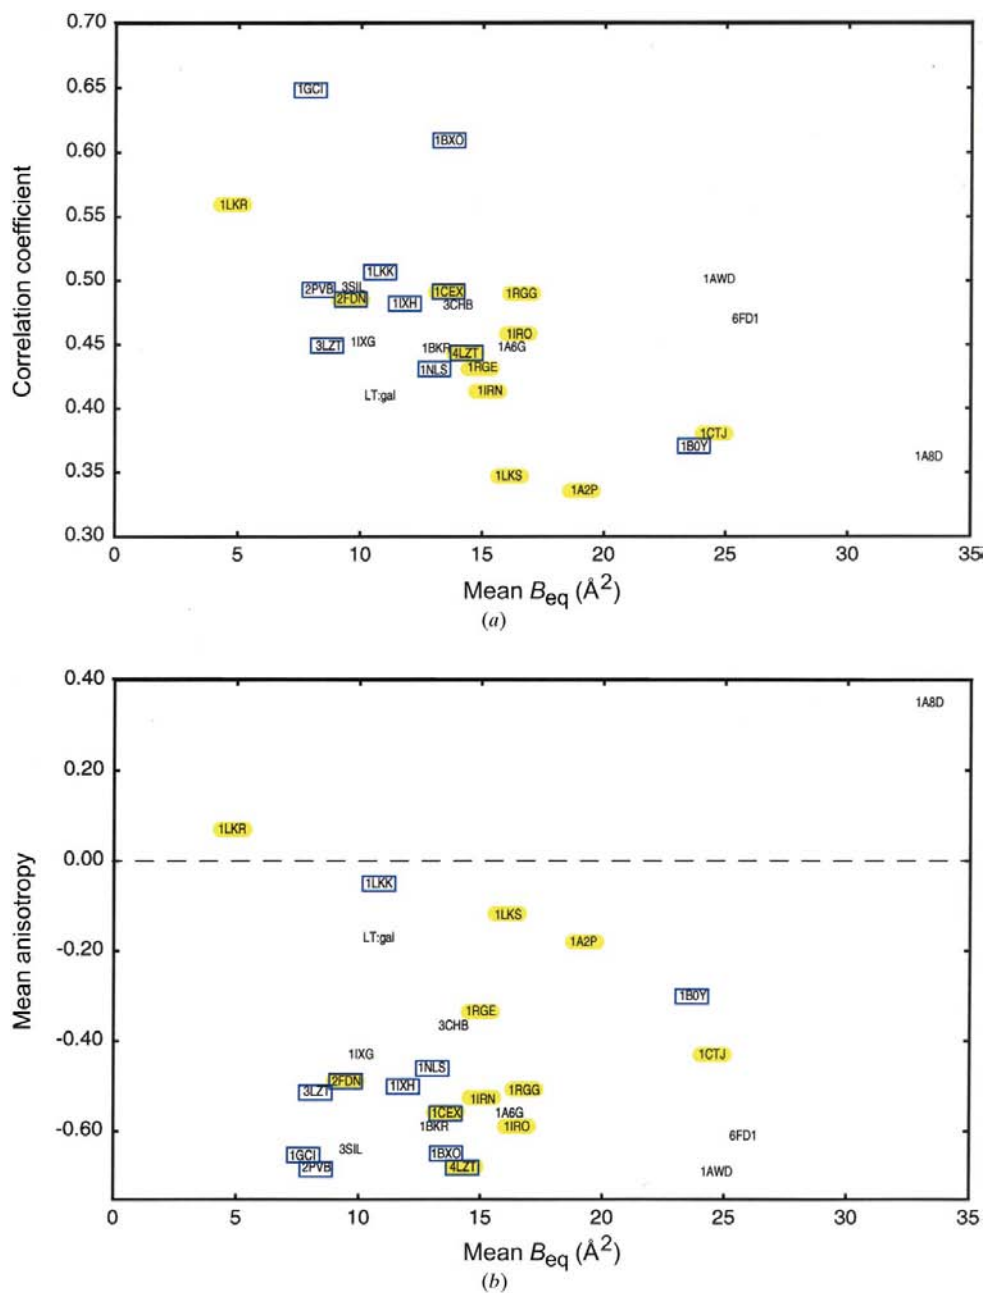 0.70
1GCI
0.65
1BXO
0.60
1LKR
0.55
1LKK
1AWD
0.50
2PVB 3SIL 1CEX 1RGG
2FDN 1IXH 3CHB
6FD1
1IRO
0.45
3LZT 1IXG 1BKR 4LZT 1A6G
1NLS 1RGE
LT:gal 1IRN
0.40
1CTJ
1B0Y
1A8D
0.35
1LKS
1A2P
0.30
Correlation coefficient
0 5 10 15 20 25 30 35
Mean Beq (Å2)
(a)
0.40
1A8D
0.20
1LKR
0.00
1LKK
1LKS
LT:gal 1A2P
-0.20
1B0Y
1RGE
3CHB
-0.40
1IXG 1CTJ
1NLS
2FDN 1IXH
3LZT 1RGG
1IRN
1CEX 1A6G
1BKR 1IRO
-0.60
6FD1
3SIL
1GCI 1BXO
2PVB 4LZT 1AWD
Mean anisotropy
0 5 10 15 20 25 30 35
Mean Beq (Å2)
(b)